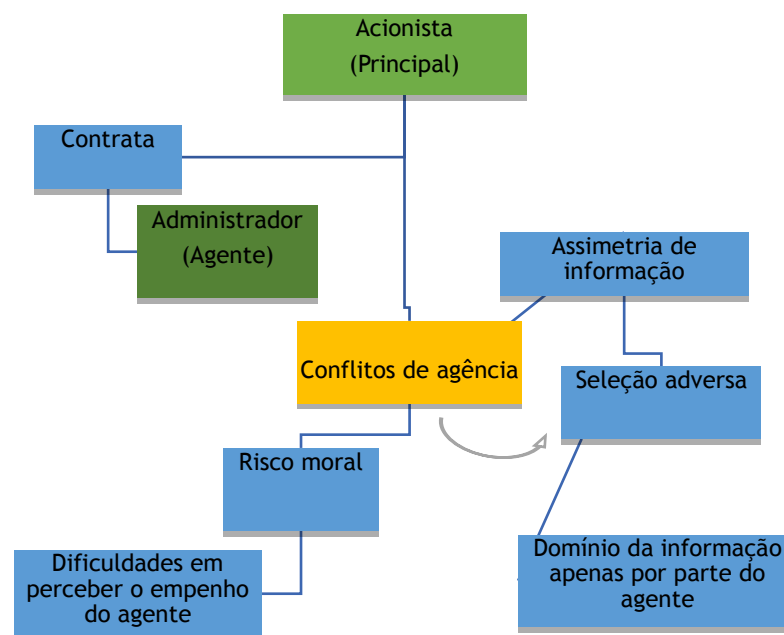 Acionista
(Principal)
Contrata
Administrador
(Agente)
Assimetria de
informação
Conflitos de agência
Seleção adversa
Risco moral
Domínio da informação
apenas por parte do
agente
Dificuldades em
perceber o empenho
do agente